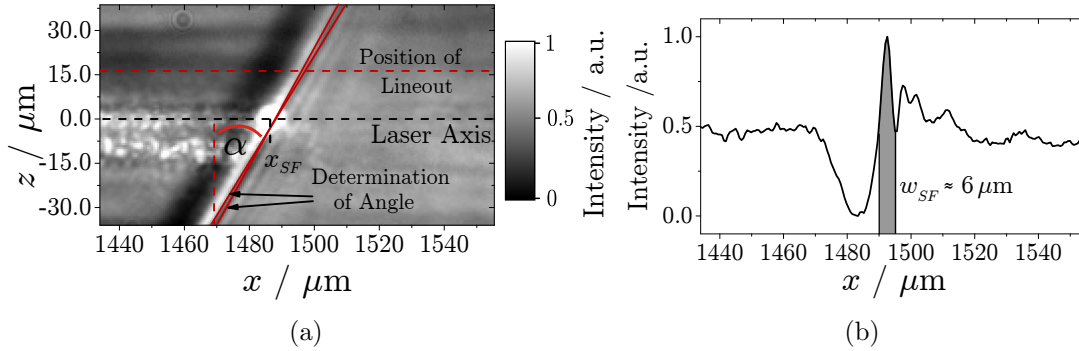 30.0
15.0
0.0
-15.0
-30.0
z / μm
1440
1460
1480
1500
1520
1540
x / μm
Position of
Lineout
Laser Axis
α
x_SF
Determination
of Angle
1
0.5
0
Intensity / a.u.
(a)
1.0
0.5
0.0
Intensity /a.u.
w_SF ≈ 6 μm
1440
1460
1480
1500
1520
1540
x / μm
(b)